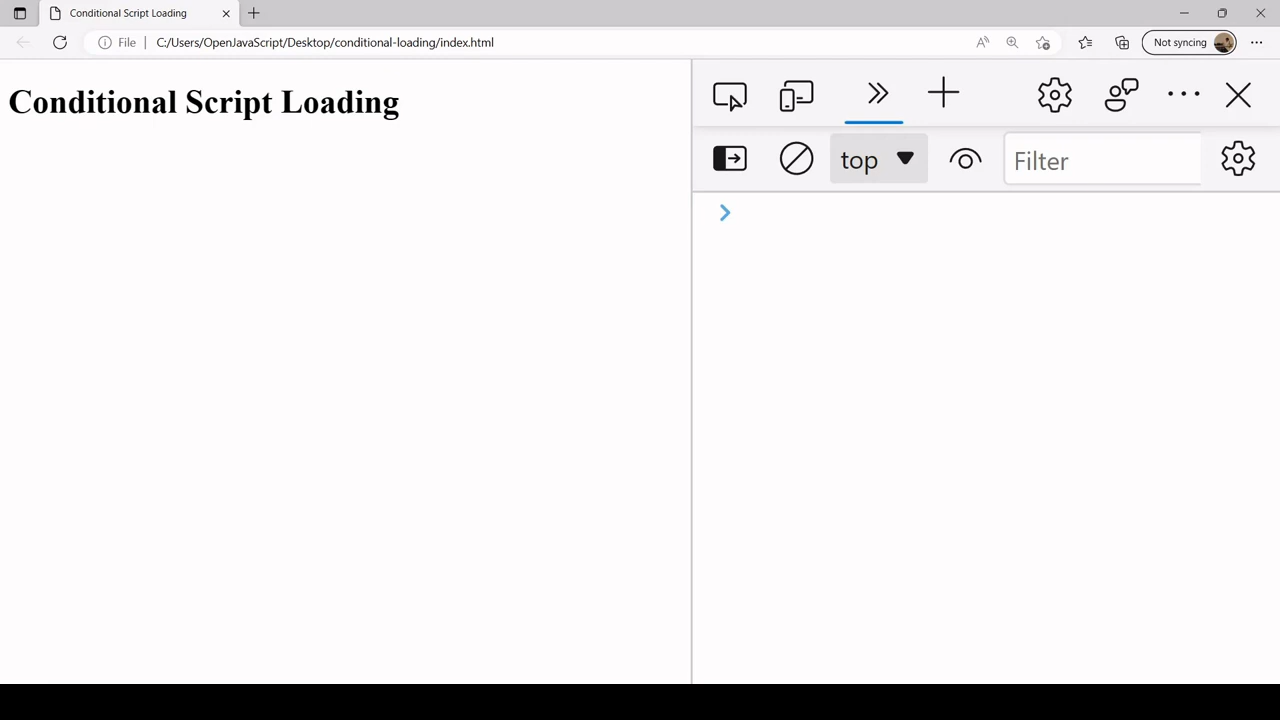 Conditional Script Loading
File
C:/Users/OpenJavaScript/Desktop/conditional-loading/index.html
Not syncing
Conditional Script Loading
top
Filter